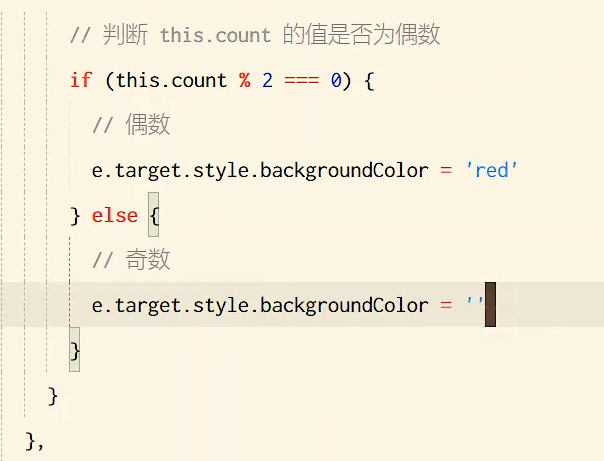 // 判断 this.count 的值是否为偶数
if (this.count % 2 === 0) {
// 偶数
e.target.style.backgroundColor = 'red'
} else {
// 奇数
e.target.style.backgroundColor = ''
}
}
},